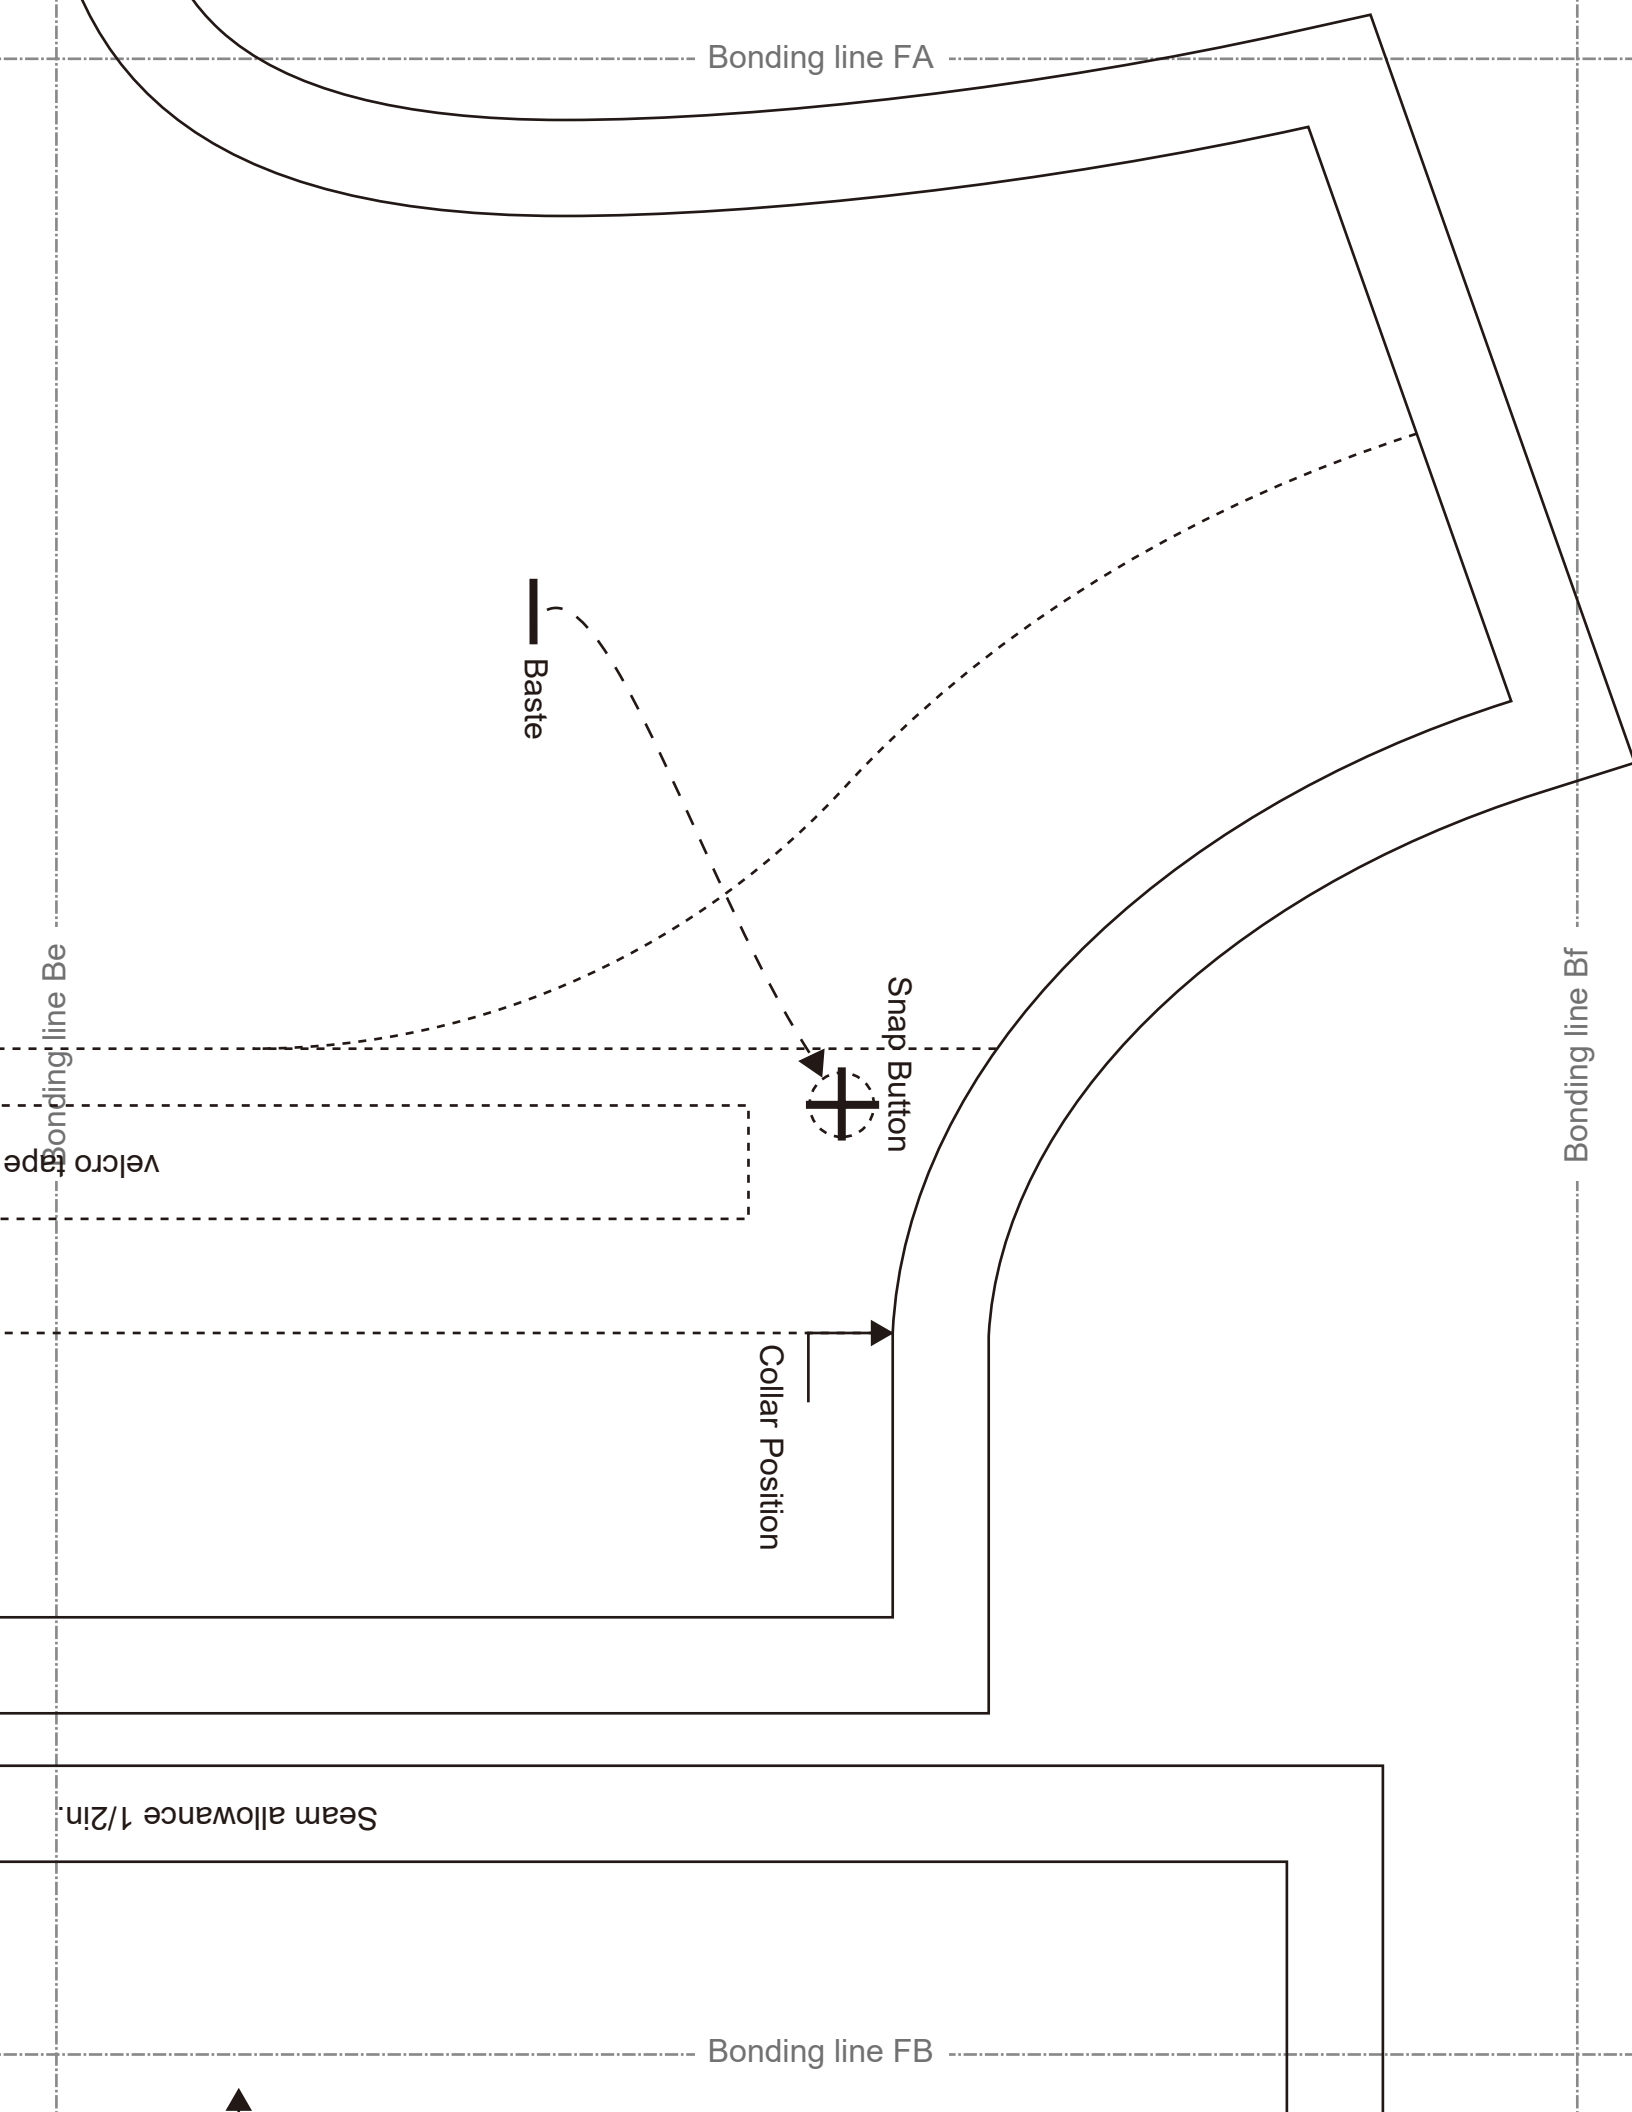 Bonding line FA
Baste
Bonding line Be
Snap Button
Bonding line Bf
velcro tape
Collar Position
Seam allowance 1/2in.
Bonding line FB